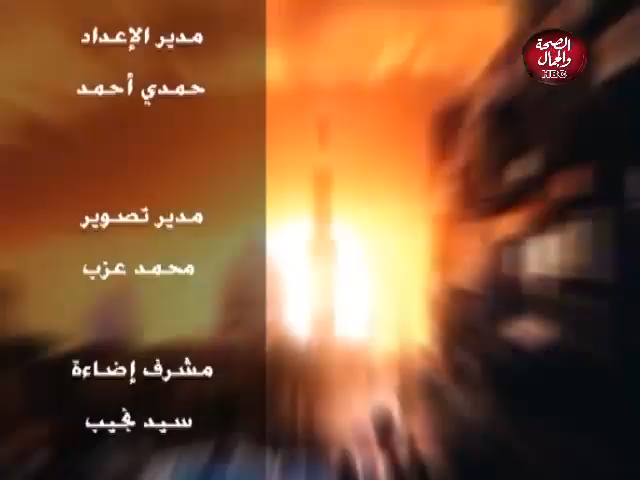 الصحة
والجمال
HBC
مدير الإعداد
حمدي أحمد
مدير تصوير
محمد عزب
مشرف إضاءة
سيد نجيب